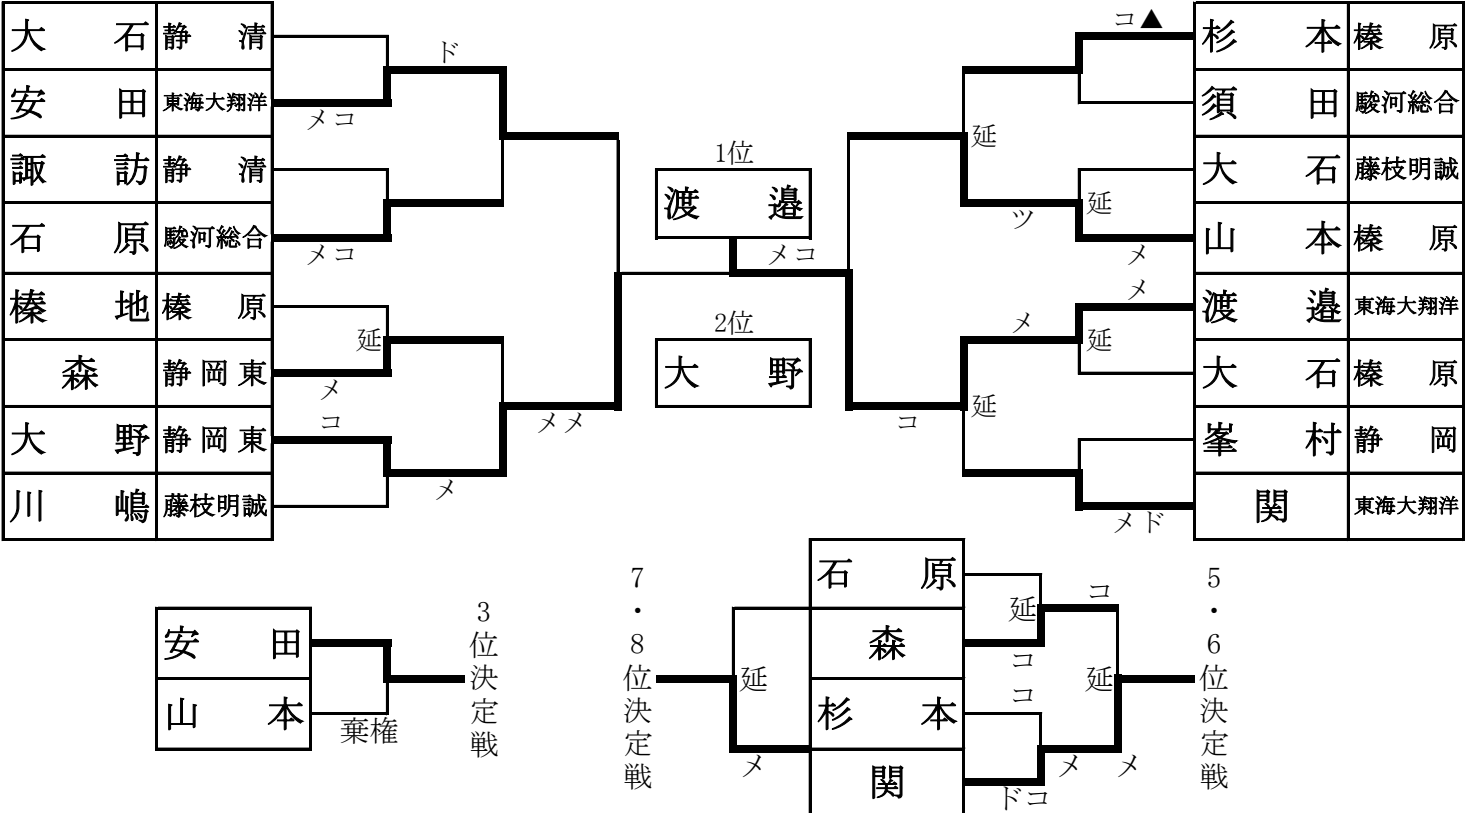 大石 静清
安田 東海大翔洋
諏訪 静清
石原 駿河総合
榛地 榛原
森 静岡東
大野 静岡東
川嶋 藤枝明誠
ド
メコ
メコ
延
メ
コ
メ
メメ
1位
渡邉
メコ
2位
大野
コ▲
延
延
ツ
メ
メ
メ
延
延
コ
メド
杉本 榛原
須田 駿河総合
大石 藤枝明誠
山本 榛原
渡邉 東海大翔洋
大石 榛原
峯村 静岡
関 東海大翔洋
安田
山本
棄権
3位決定戦
7・8位決定戦
延
メ
石原
森
杉本
関
延
コ
コ
コ
延
メ
メ
ドコ
5・6位決定戦